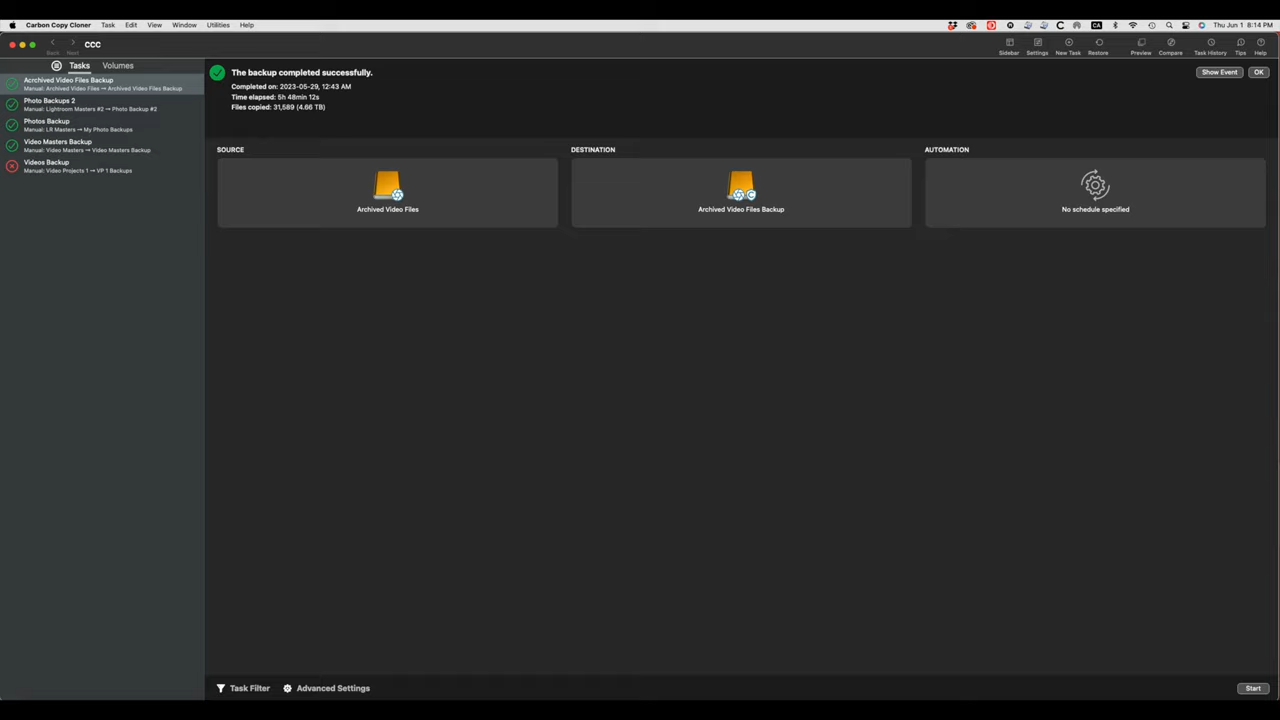 Carbon Copy Cloner Task Edit View Window Utilities Help
CA Thu Jun 1 8:14 PM
Back Next ccc
Sidebar Settings New Task Restore Preview Compare Task History Tips Help
Tasks Volumes
Acrchived Video Files Backup
Manual: Archived Video Files → Archived Video Files Backup
Photo Backups 2
Manual: Lightroom Masters #2 → Photo Backup #2
Photos Backup
Manual: LR Masters → My Photo Backups
Video Masters Backup
Manual: Video Masters → Video Masters Backup
Videos Backup
Manual: Video Projects 1 → VP 1 Backups
The backup completed successfully.
Completed on: 2023-05-29, 12:43 AM
Time elapsed: 5h 48min 12s
Files copied: 31,589 (4.66 TB)
Show Event OK
SOURCE DESTINATION AUTOMATION
Archived Video Files Archived Video Files Backup No schedule specified
Task Filter Advanced Settings Start